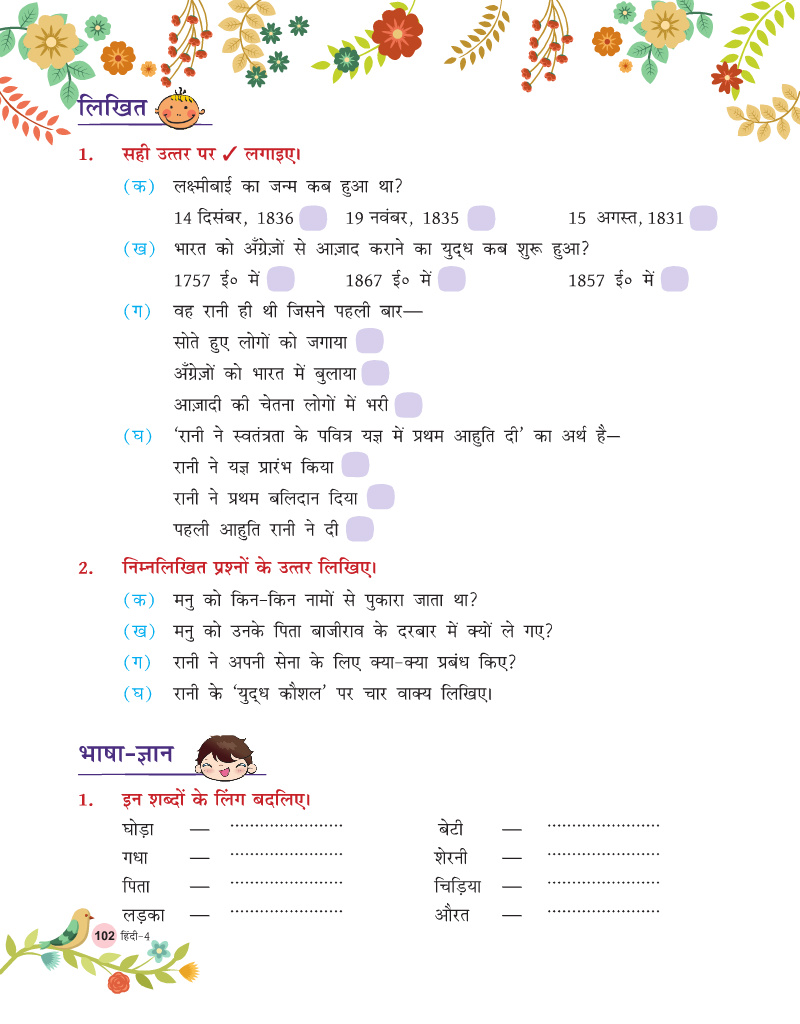 लिखित
1. सही उत्तर पर ✓ लगाइए।
(क) लक्ष्मीबाई का जन्म कब हुआ था?
14 दिसंबर, 1836 19 नवंबर, 1835 15 अगस्त, 1831
(ख) भारत को अँग्रेज़ों से आज़ाद कराने का युद्ध कब शुरू हुआ?
1757 ई० में 1867 ई० में 1857 ई० में
(ग) वह रानी ही थी जिसने पहली बार—
सोते हुए लोगों को जगाया
अँग्रेज़ों को भारत में बुलाया
आज़ादी की चेतना लोगों में भरी
(घ) ‘रानी ने स्वतंत्रता के पवित्र यज्ञ में प्रथम आहुति दी’ का अर्थ है—
रानी ने यज्ञ प्रारंभ किया
रानी ने प्रथम बलिदान दिया
पहली आहुति रानी ने दी
2. निम्नलिखित प्रश्नों के उत्तर लिखिए।
(क) मनु को किन-किन नामों से पुकारा जाता था?
(ख) मनु को उनके पिता बाजीराव के दरबार में क्यों ले गए?
(ग) रानी ने अपनी सेना के लिए क्या-क्या प्रबंध किए?
(घ) रानी के ‘युद्ध कौशल’ पर चार वाक्य लिखिए।
भाषा-ज्ञान
1. इन शब्दों के लिंग बदलिए।
घोड़ा — ....................... बेटी — .......................
गधा — ....................... शेरनी — .......................
पिता — ....................... चिड़िया — .......................
लड़का — ....................... औरत — .......................
102 हिंदी-4